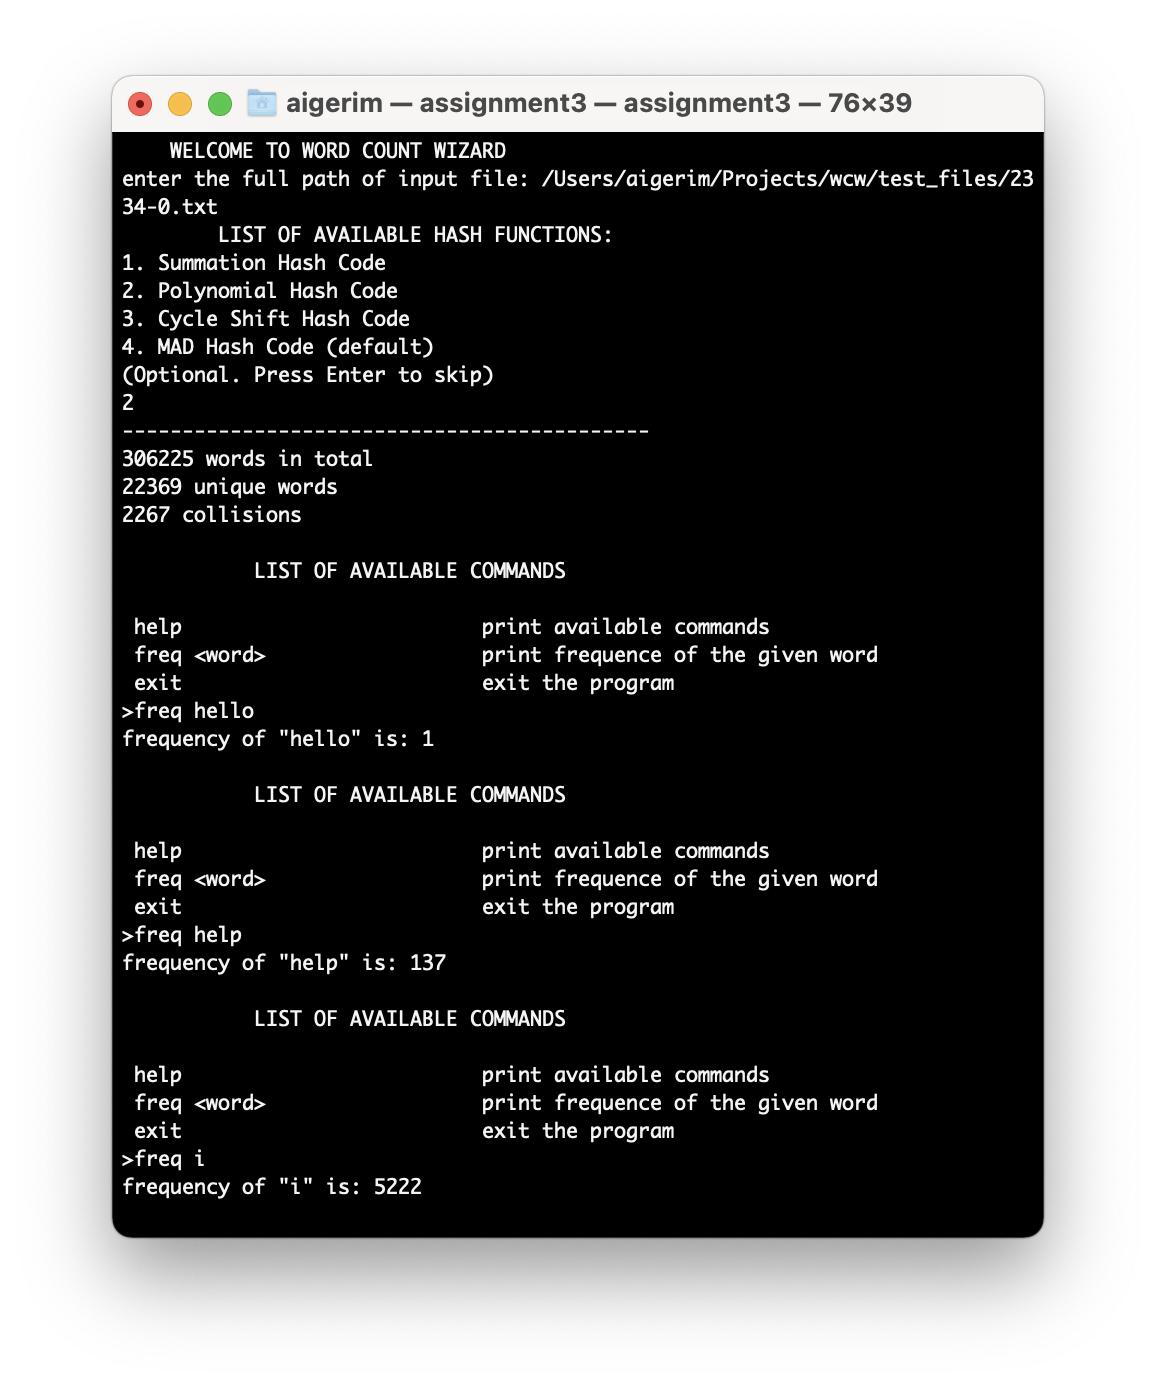 aigerim — assignment3 — assignment3 — 76×39
WELCOME TO WORD COUNT WIZARD
enter the full path of input file: /Users/aigerim/Projects/wcw/test_files/23
34-0.txt
LIST OF AVAILABLE HASH FUNCTIONS:
1. Summation Hash Code
2. Polynomial Hash Code
3. Cycle Shift Hash Code
4. MAD Hash Code (default)
(Optional. Press Enter to skip)
2
--------------------------------------------
306225 words in total
22369 unique words
2267 collisions
LIST OF AVAILABLE COMMANDS
help print available commands
freq <word> print frequence of the given word
exit exit the program
>freq hello
frequency of "hello" is: 1
LIST OF AVAILABLE COMMANDS
help print available commands
freq <word> print frequence of the given word
exit exit the program
>freq help
frequency of "help" is: 137
LIST OF AVAILABLE COMMANDS
help print available commands
freq <word> print frequence of the given word
exit exit the program
>freq i
frequency of "i" is: 5222